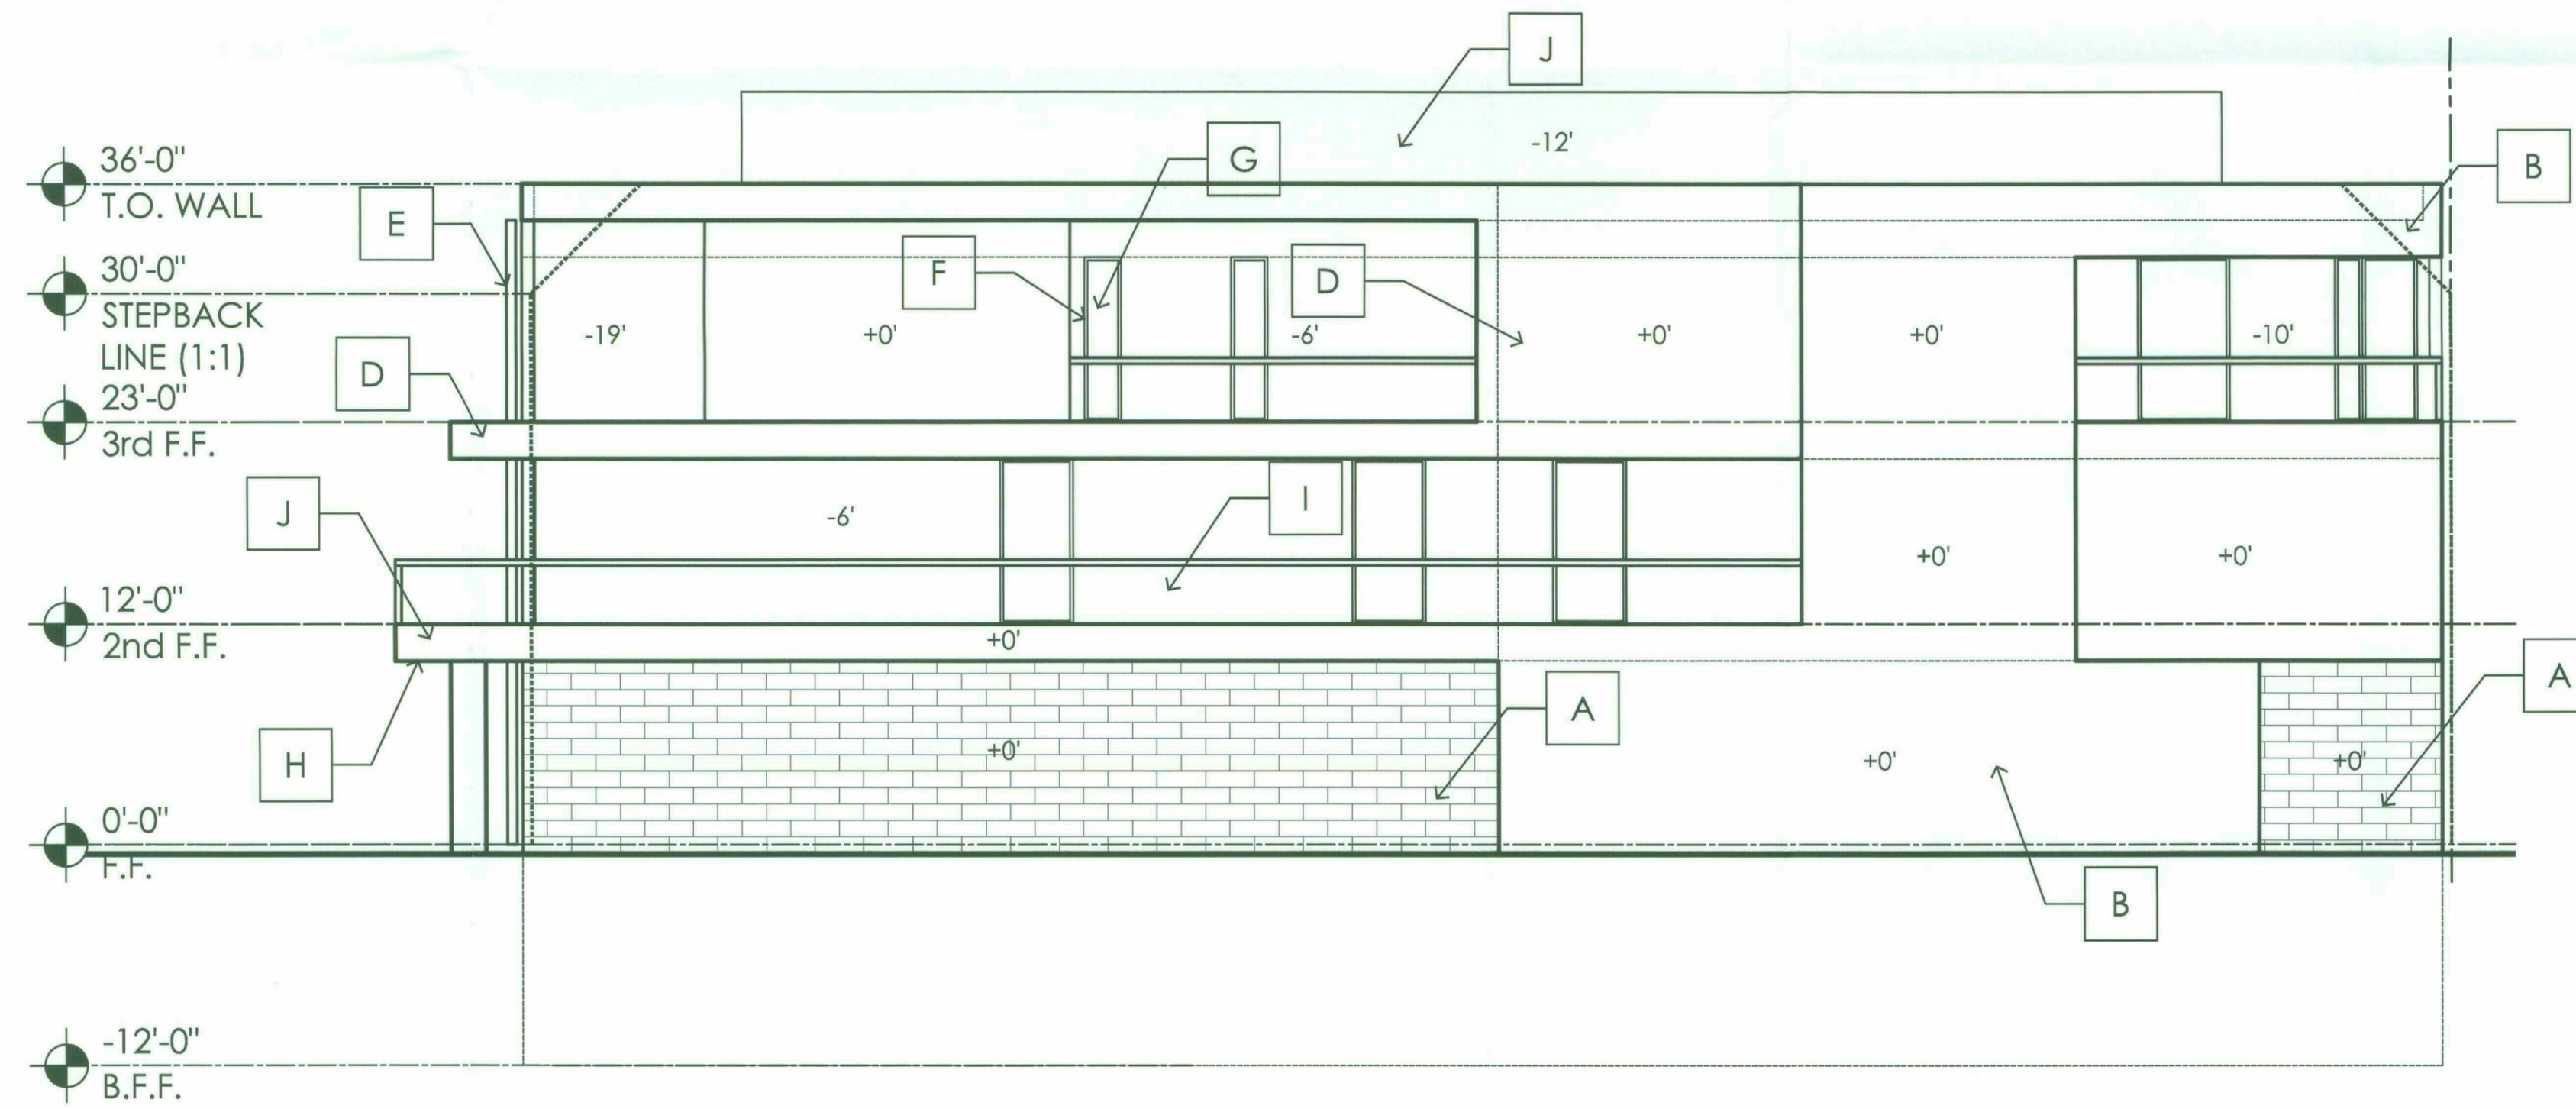 J
-12'
G
B
36'-0"
T.O. WALL
E
30'-0"
STEPBACK
LINE (1:1)
F
D
-19'
+0'
-6'
+0'
+0'
-10'
D
23'-0"
3rd F.F.
J
-6'
I
+0'
+0'
12'-0"
2nd F.F.
+0'
A
A
H
+0'
+0'
+0'
0'-0"
F.F.
B
-12'-0"
B.F.F.